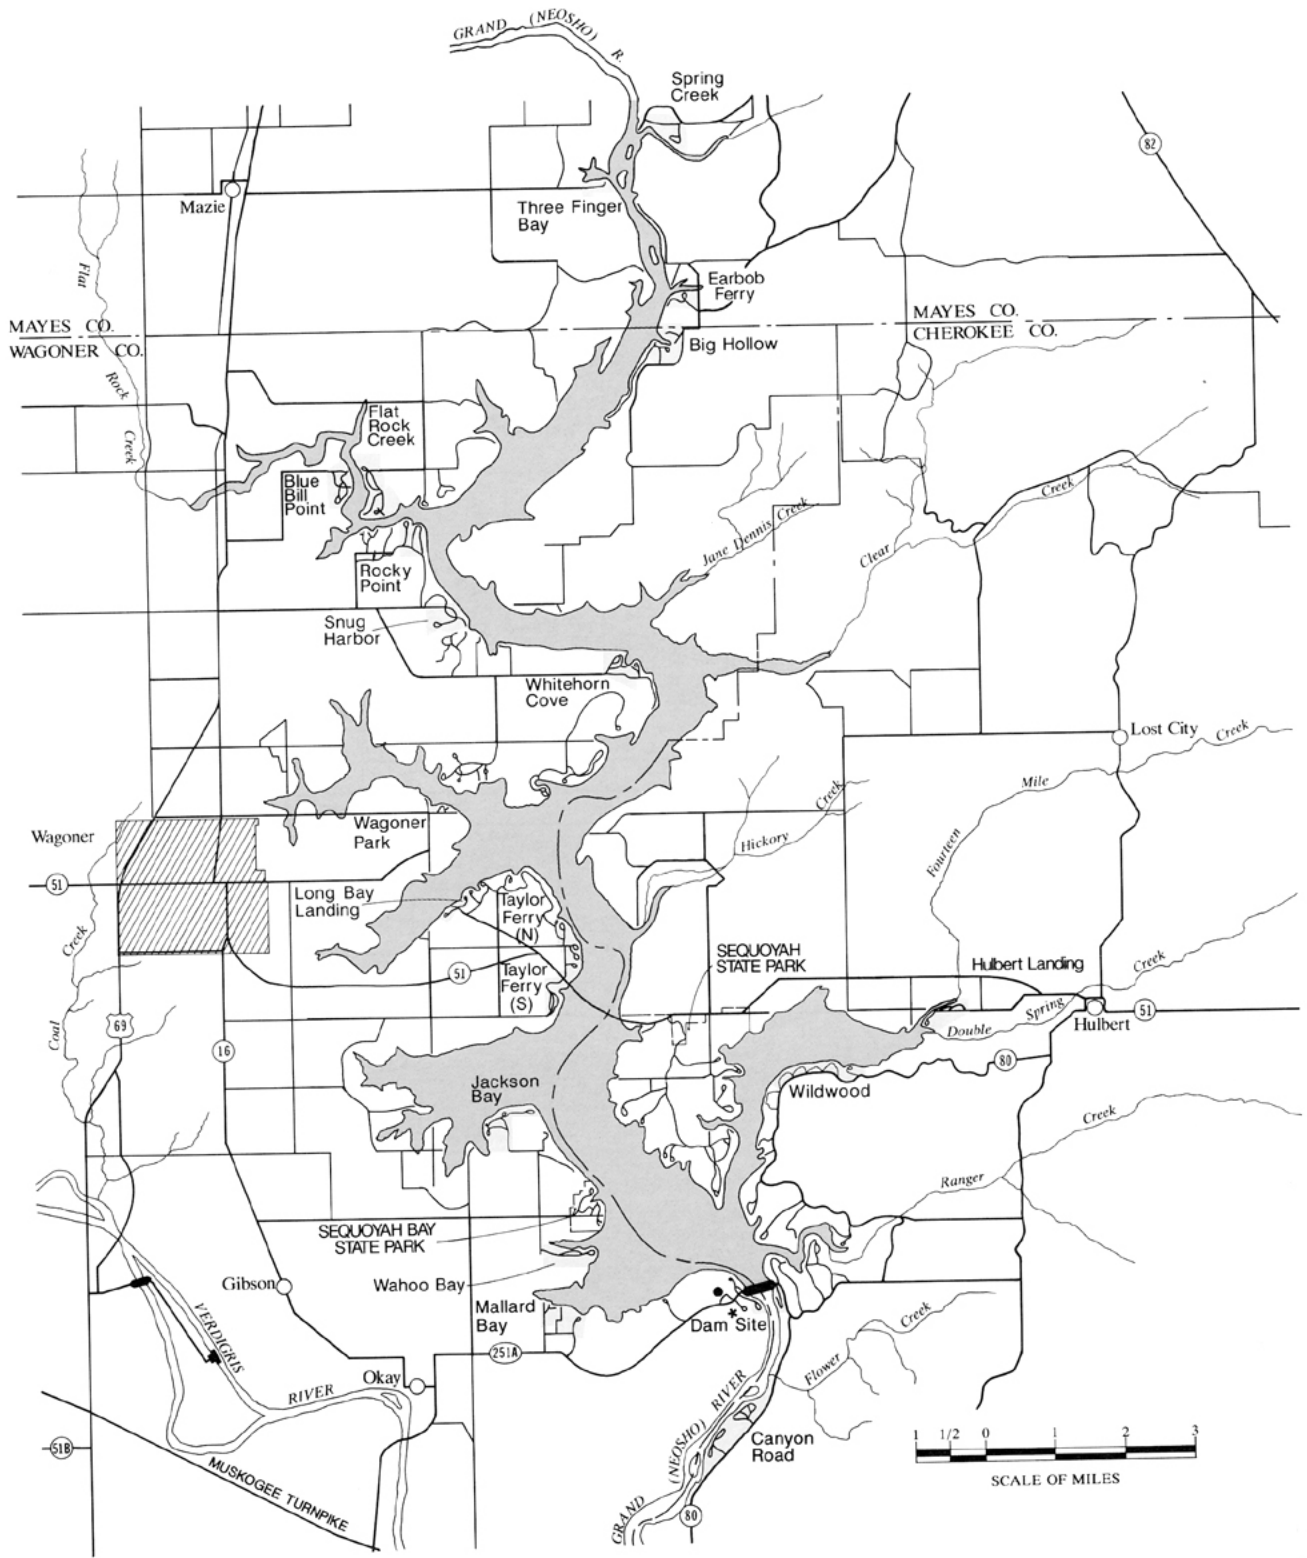 GRAND (NEOSHO) R.
Spring
Creek
82
Mazie
Three Finger
Bay
Flat
Rock
Creek
Earbob
Ferry
MAYES CO.
WAGONER CO.
MAYES CO.
CHEROKEE CO.
Big Hollow
Flat
Rock
Creek
Blue
Bill
Point
Creek
Jane Dennis Creek
Clear
Rocky
Point
Snug
Harbor
Whitehorn
Cove
Lost City
Creek
Mile
Fourteen
Creek
Hickory
Wagoner
Wagoner
Park
51
Long Bay
Landing
Taylor
Ferry
(N)
Creek
Coal
SEQUOYAH
STATE PARK
Hulbert Landing
Creek
Spring
Double
51
Taylor
Ferry
(S)
69
16
Hulbert
51
80
Jackson
Bay
Wildwood
Creek
Ranger
SEQUOYAH BAY
STATE PARK
Gibson
Wahoo Bay
Mallard
Bay
Dam Site
*
Creek
Flower
VERDIGRIS
RIVER
251A
Okay
51B
MUSKOGEE TURNPIKE
GRAND (NEOSHO) RIVER
Canyon
Road
80
1 1/2 0 1 2 3
SCALE OF MILES